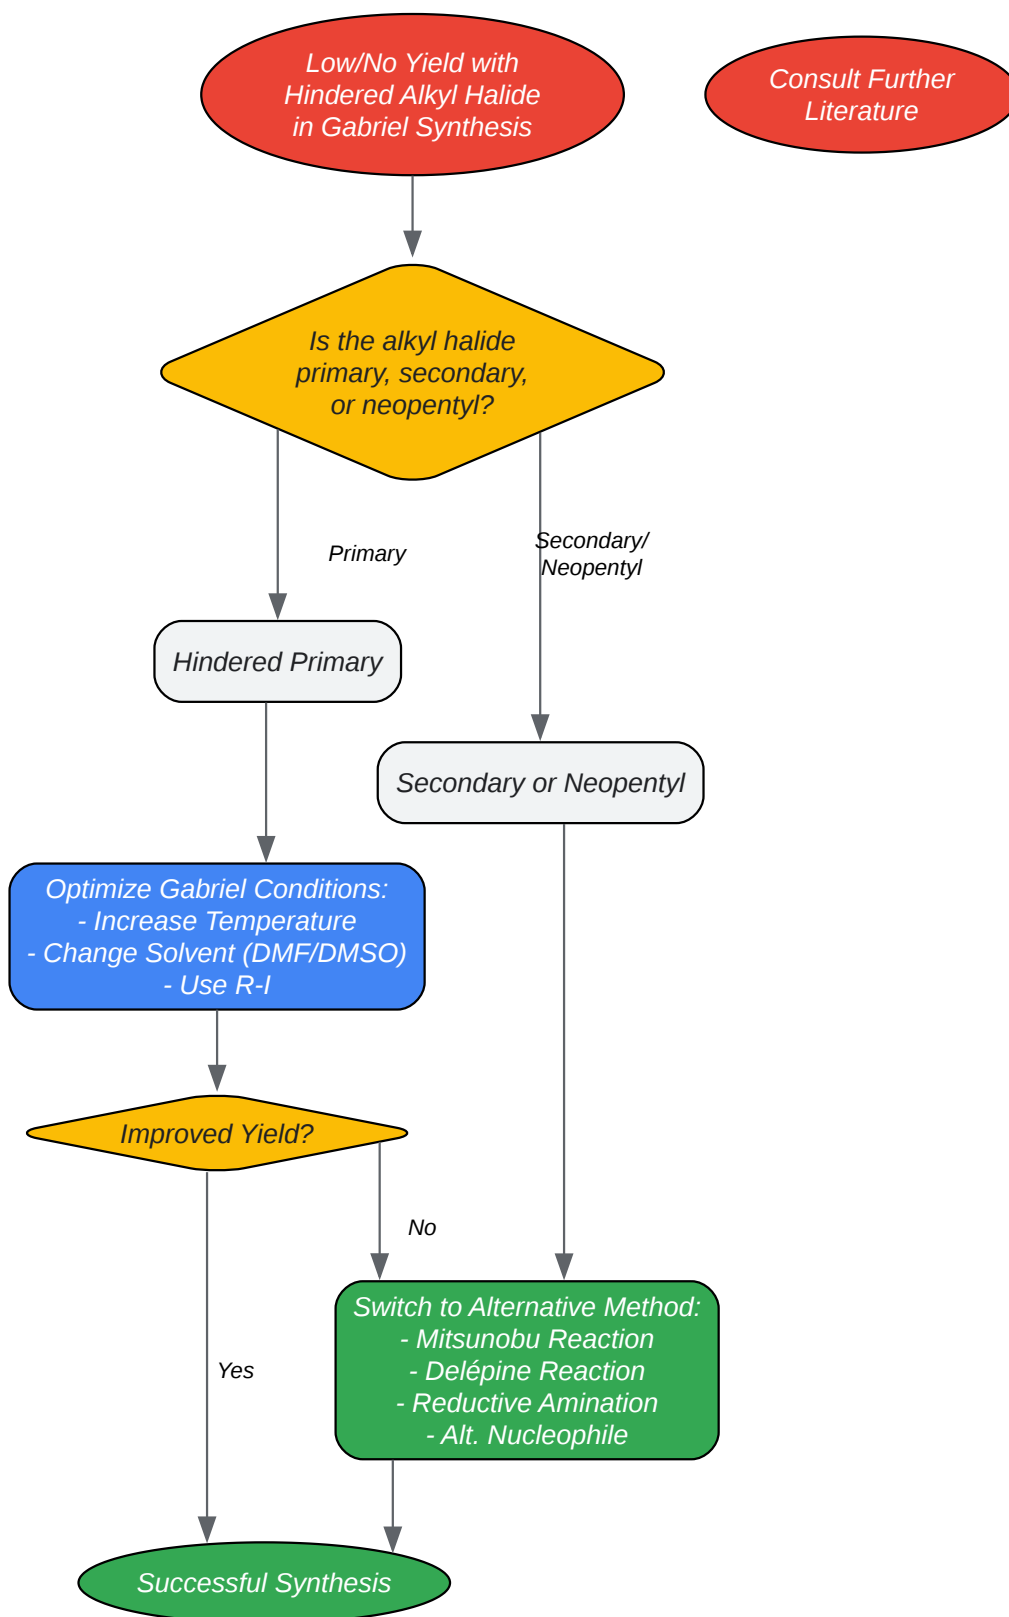 Low/No Yield with
Hindered Alkyl Halide
in Gabriel Synthesis
Consult Further
Literature
Is the alkyl halide
primary, secondary,
or neopentyl?
Primary
Secondary/
Neopentyl
Hindered Primary
Secondary or Neopentyl
Optimize Gabriel Conditions:
- Increase Temperature
- Change Solvent (DMF/DMSO)
- Use R-I
Improved Yield?
No
Yes
Switch to Alternative Method:
- Mitsunobu Reaction
- Delépine Reaction
- Reductive Amination
- Alt. Nucleophile
Successful Synthesis